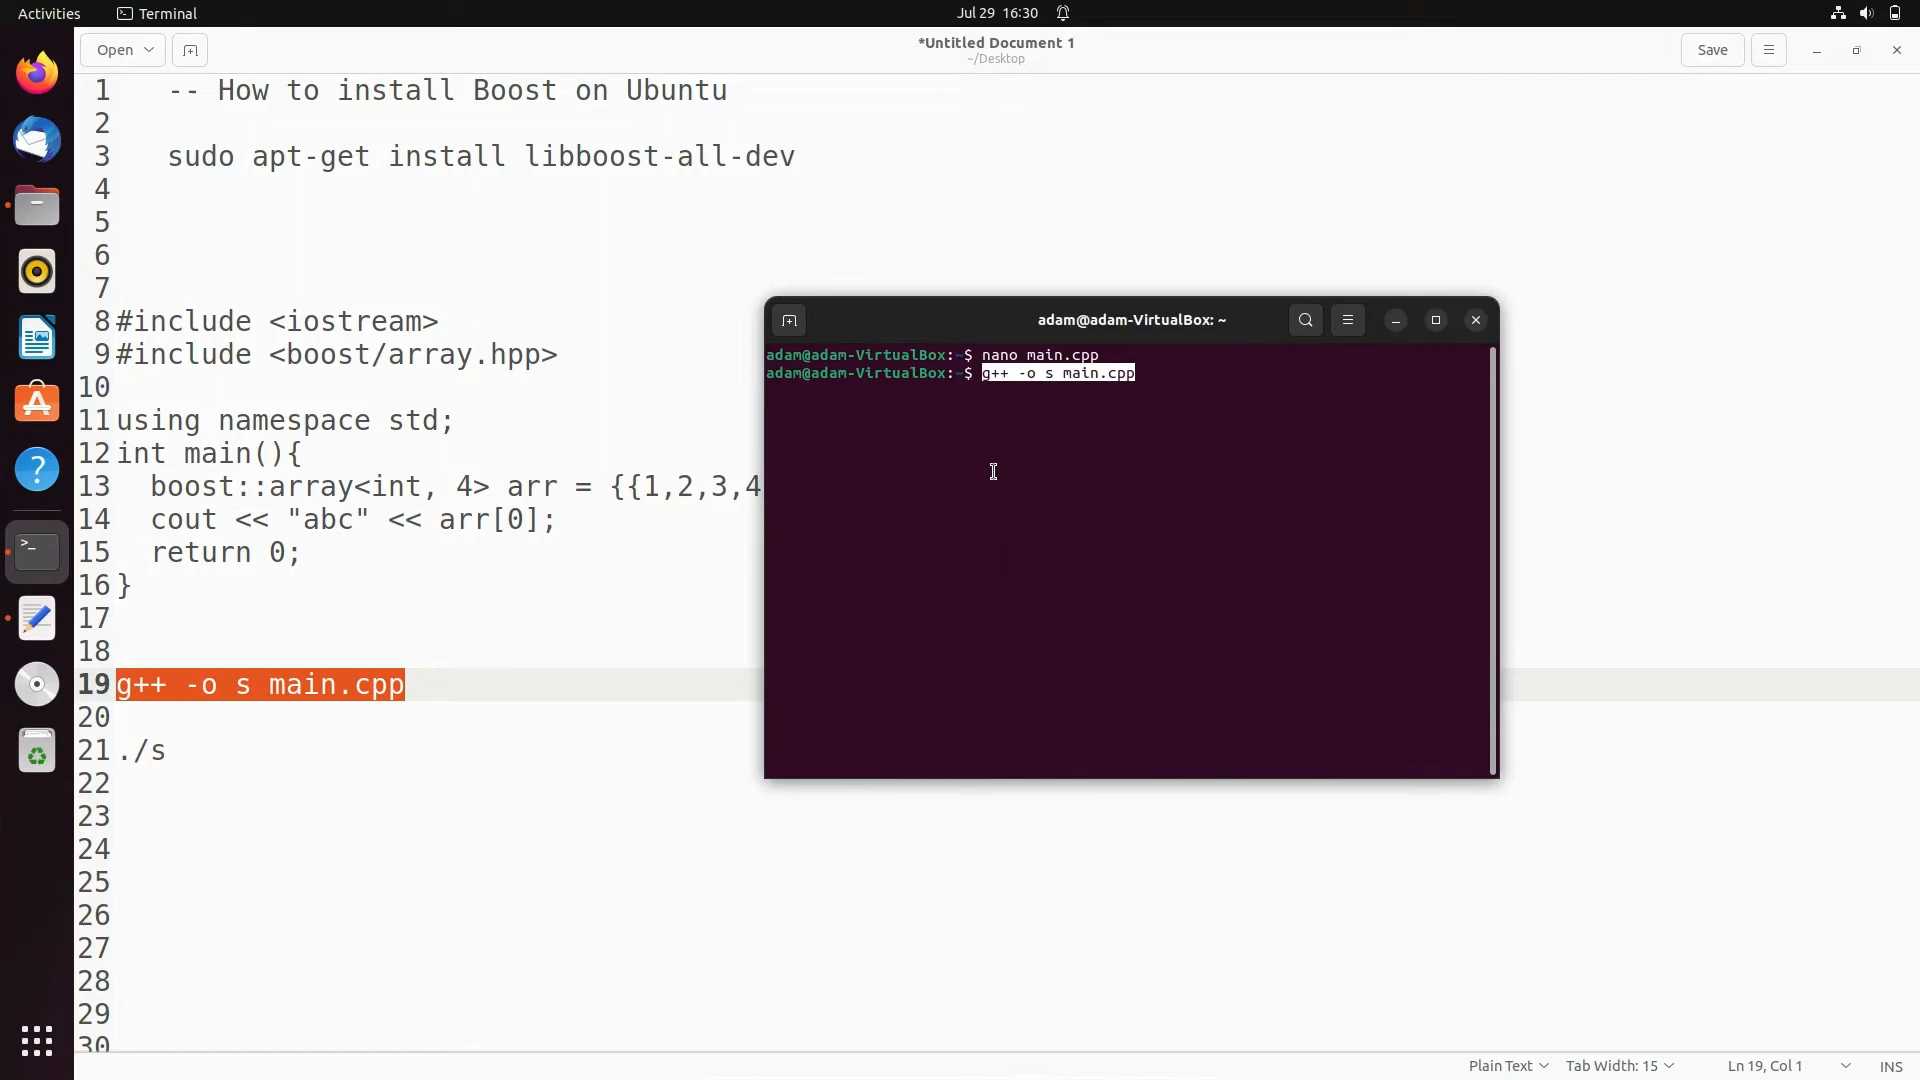 Activities
Terminal
Jul 29 16:30
Open
*Untitled Document 1
~/Desktop
Save
1 -- How to install Boost on Ubuntu
2
3 sudo apt-get install libboost-all-dev
4
5
6
7
8 #include <iostream>
9 #include <boost/array.hpp>
10
11 using namespace std;
12 int main(){
13 boost::array<int, 4> arr = {{1,2,3,4
14 cout << "abc" << arr[0];
15 return 0;
16 }
17
18
19 g++ -o s main.cpp
20
21 ./s
22
23
24
25
26
27
28
29
30
adam@adam-VirtualBox: ~
adam@adam-VirtualBox:~$ nano main.cpp
adam@adam-VirtualBox:~$ g++ -o s main.cpp
Plain Text
Tab Width: 15
Ln 19, Col 1
INS